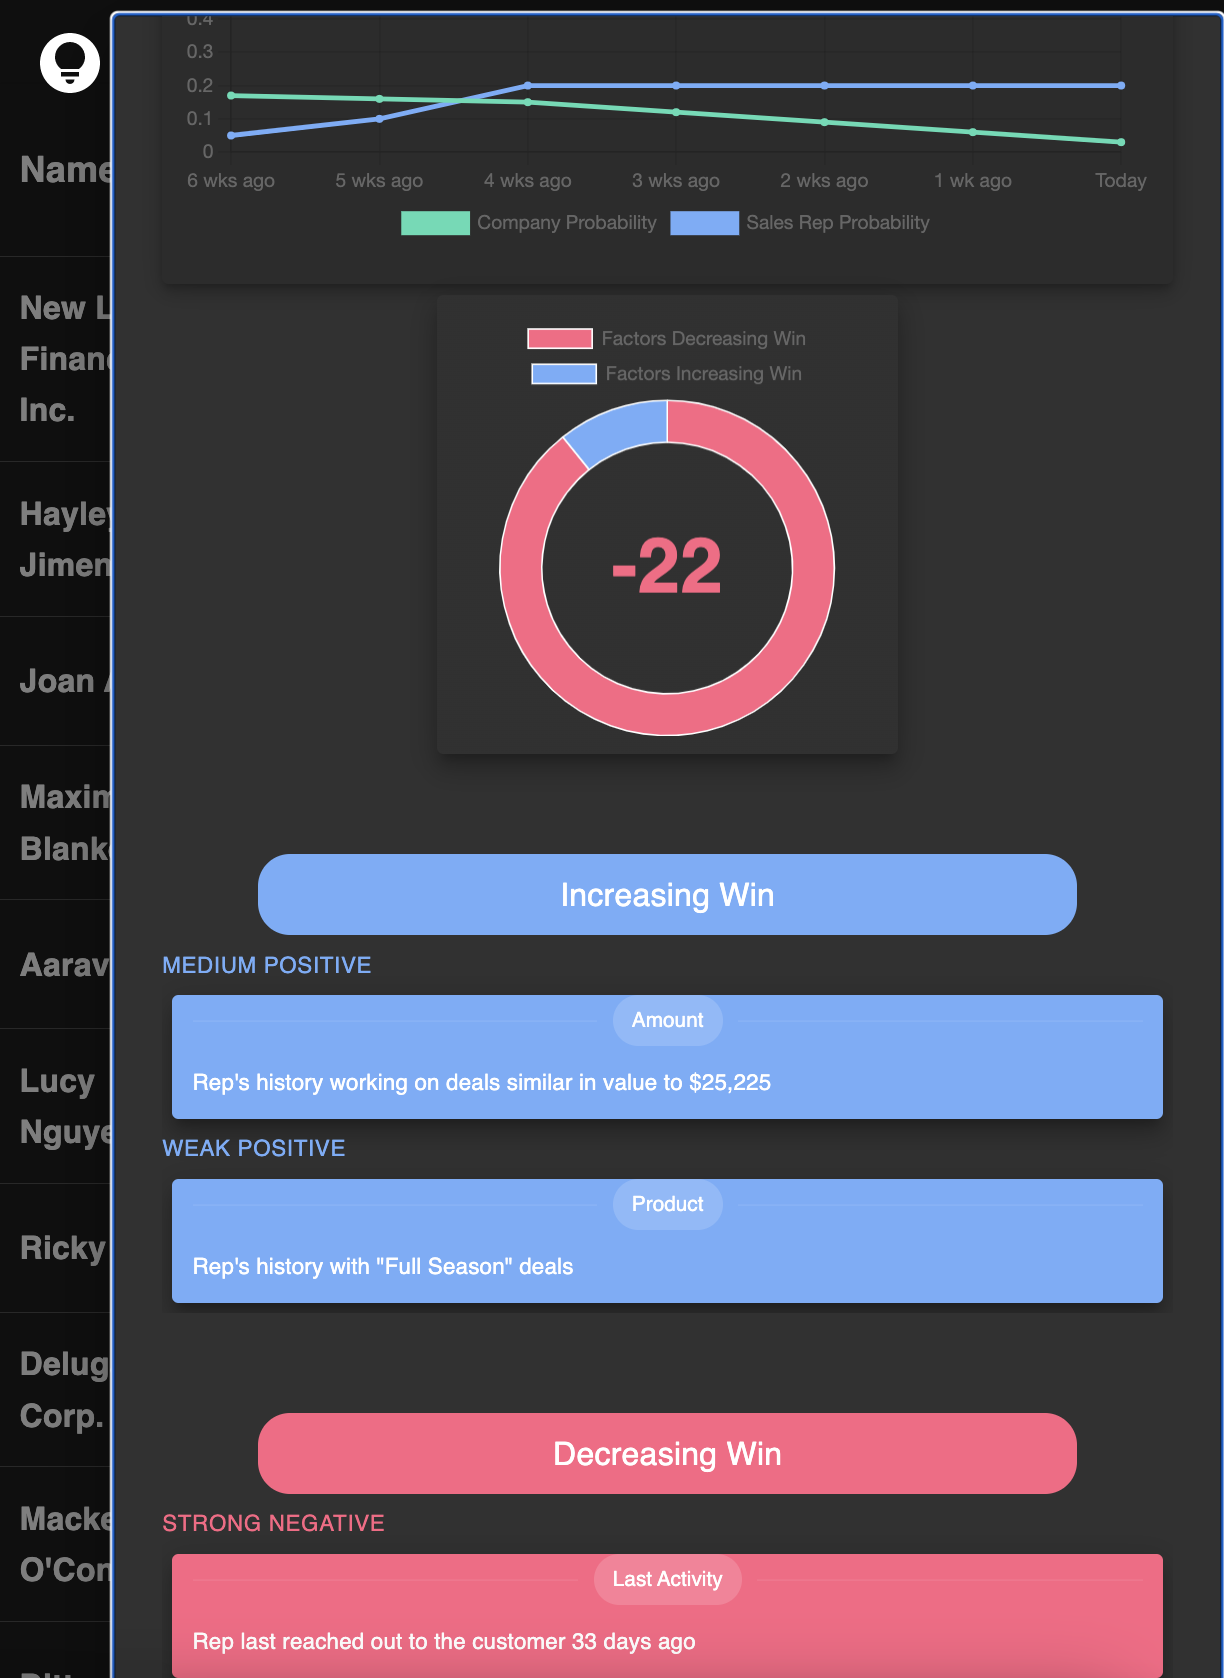 0.4
0.3
0.2
0.1
0
6 wks ago 5 wks ago 4 wks ago 3 wks ago 2 wks ago 1 wk ago Today
Company Probability Sales Rep Probability
Factors Decreasing Win
Factors Increasing Win
-22
Increasing Win
MEDIUM POSITIVE
Amount
Rep's history working on deals similar in value to $25,225
WEAK POSITIVE
Product
Rep's history with "Full Season" deals
Decreasing Win
STRONG NEGATIVE
Last Activity
Rep last reached out to the customer 33 days ago
Name
New L
Financ
Inc.
Hayley
Jimen
Joan A
Maxim
Blanke
Aarav
Lucy
Nguye
Ricky
Delug
Corp.
Macke
O'Con